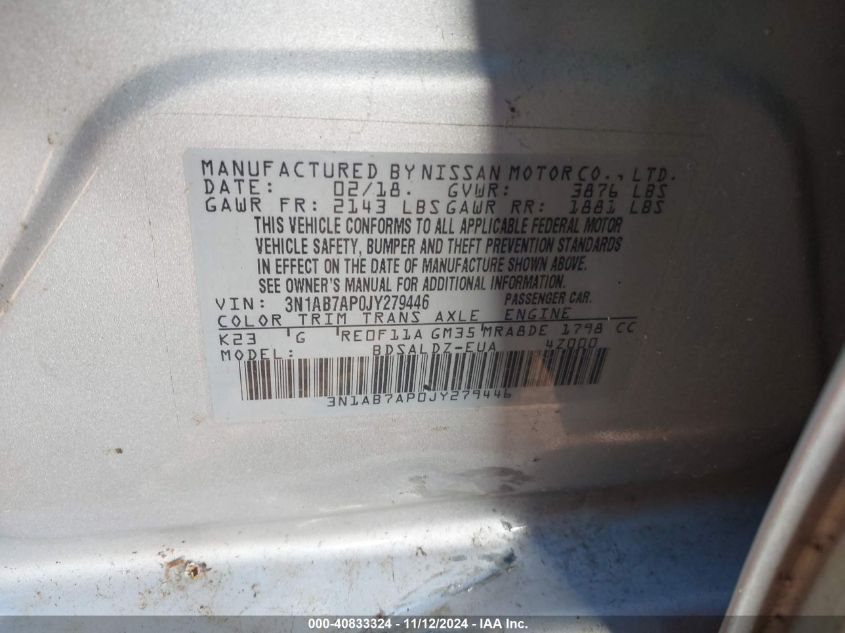 MANUFACTURED BY NISSAN MOTOR CO., LTD.
DATE: 02/18. GVWR: 3876 LBS
GAWR FR: 2143 LBS GAWR RR: 1881 LBS
THIS VEHICLE CONFORMS TO ALL APPLICABLE FEDERAL MOTOR
VEHICLE SAFETY, BUMPER AND THEFT PREVENTION STANDARDS
IN EFFECT ON THE DATE OF MANUFACTURE SHOWN ABOVE.
SEE OWNER'S MANUAL FOR ADDITIONAL INFORMATION.
VIN: 3N1AB7AP0JY279446 PASSENGER CAR.
COLOR TRIM TRANS AXLE ENGINE
K23 G RE0F11A GM35 MRA8DE 1798 CC
MODEL: BDSALDZ-EUA 4Z000
3N1AB7AP0JY279446
000-40833324 - 11/12/2024 - IAA Inc.